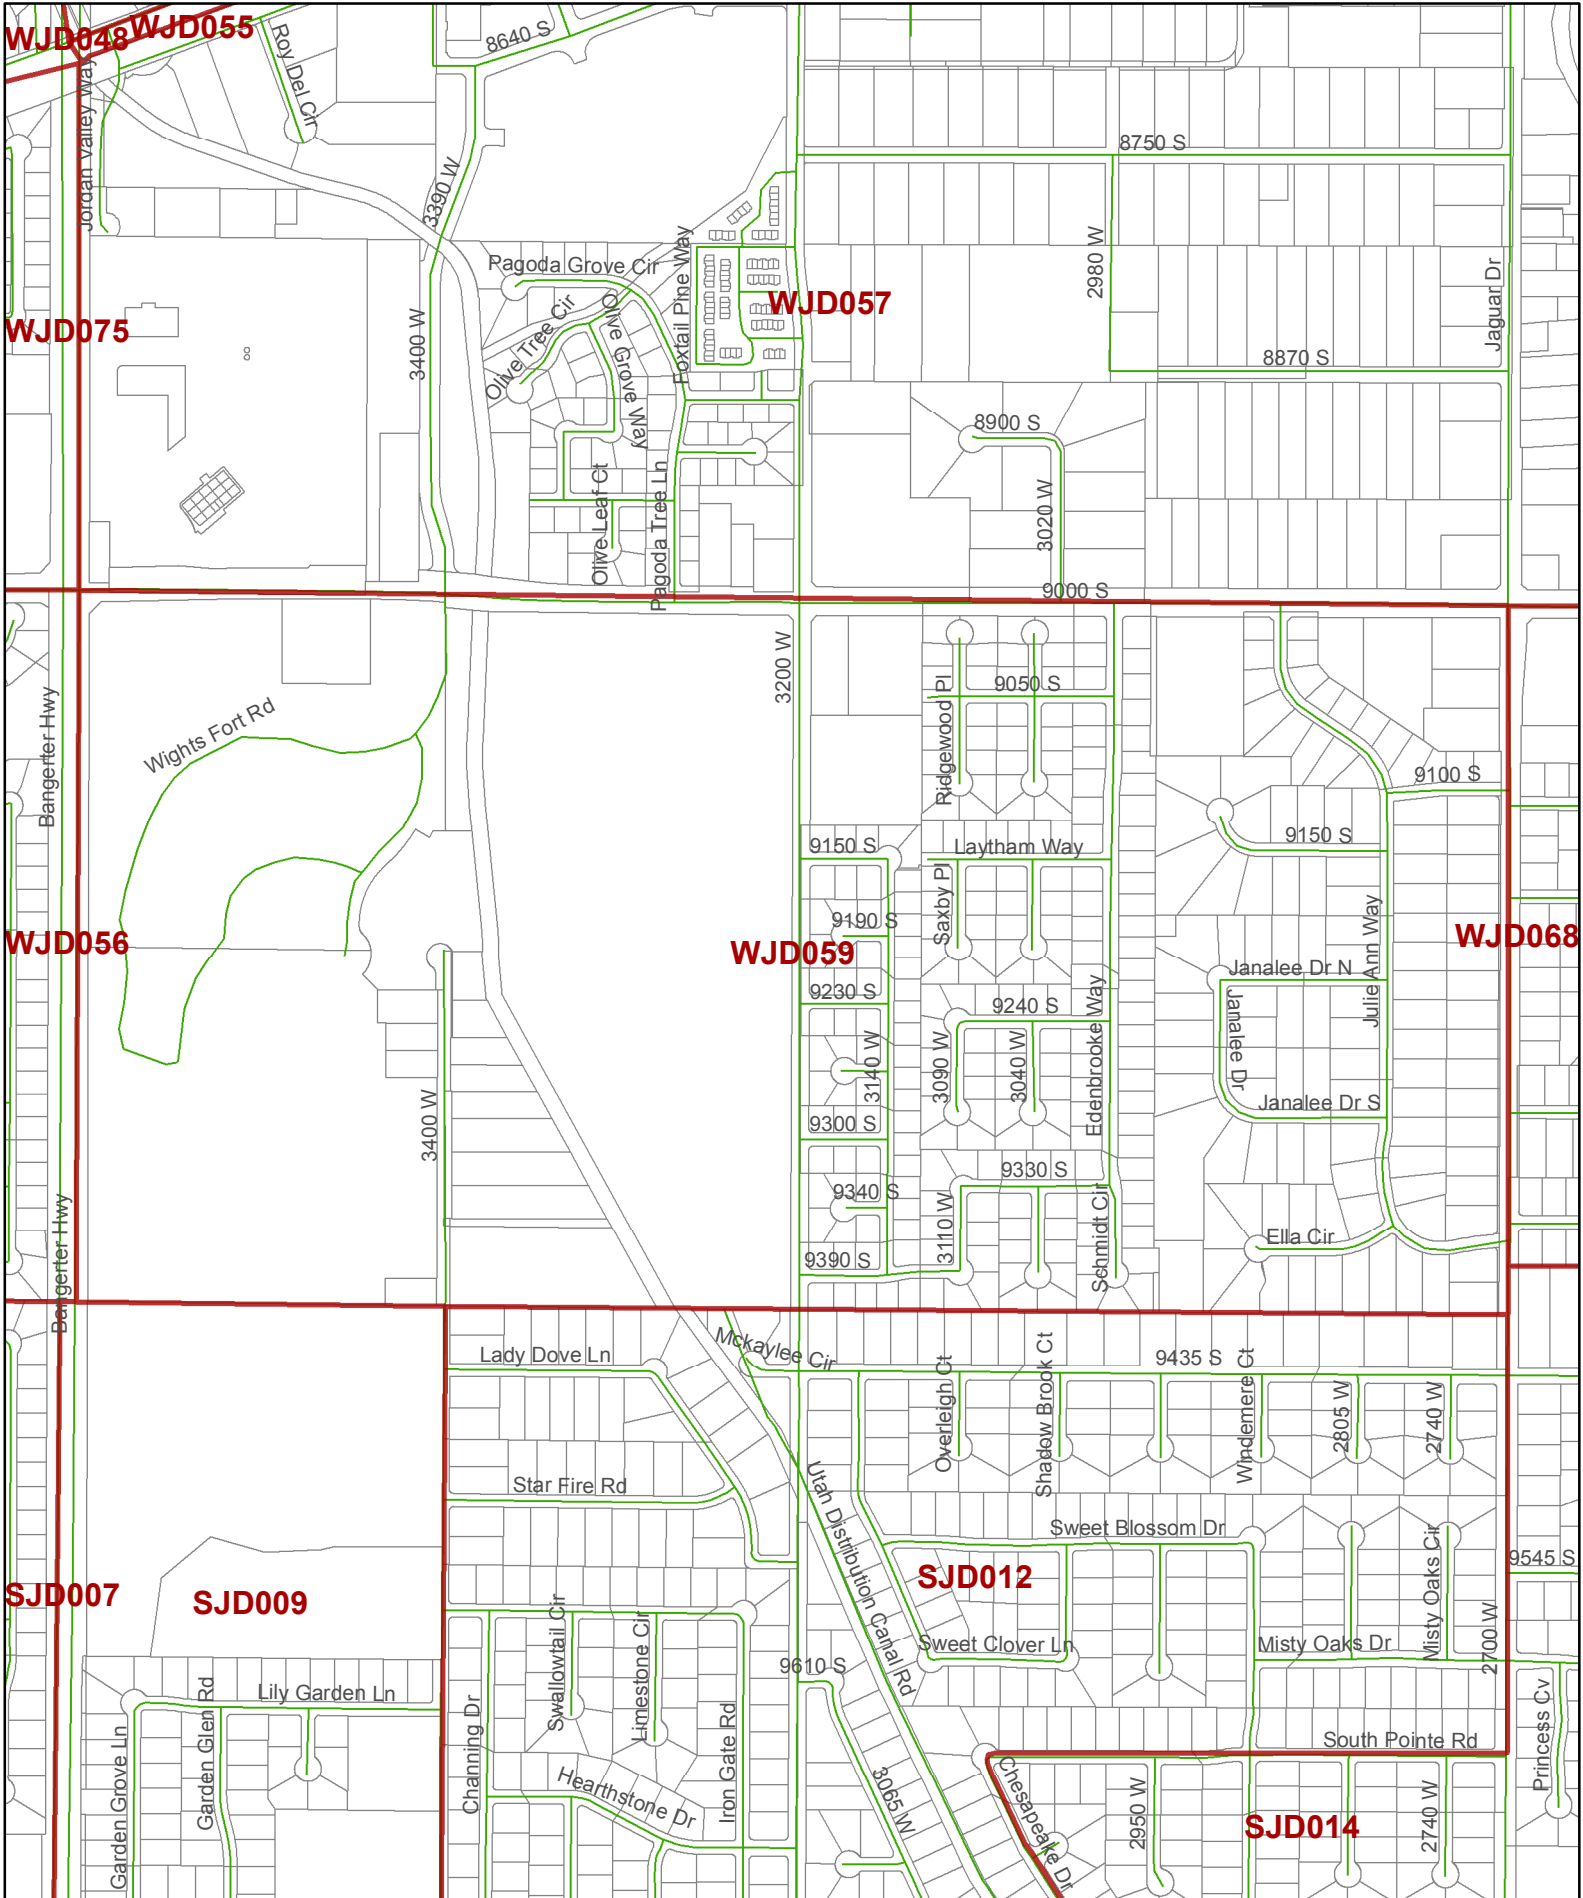 WJD048
WJD055
8640 S
Roy Del Cir
Jordan Valley Way
8750 S
3390 W
2980 W
Pagoda Grove Cir
Foxtail Pine Way
WJD057
Jaguar Dr
WJD075
3400 W
Olive Tree Cir
Olive Grove Way
8870 S
8900 S
3020 W
Olive Leaf Ct
Pagoda Tree Ln
9000 S
3200 W
9050 S
Ridgewood Pl
Wights Fort Rd
Bangerter Hwy
9100 S
9150 S
Laytham Way
9150 S
Saxby Pl
9190 S
Julie Ann Way
WJD056
WJD059
WJD068
Janalee Dr N
9230 S
9240 S
Janalee Dr
Edenbrooke Way
3140 W
3090 W
3040 W
Janalee Dr S
9300 S
3400 W
9330 S
9340 S
3110 W
Schmidt Cir
Ella Cir
9390 S
Bangerter Hwy
Mckaylee Cir
Lady Dove Ln
9435 S
Overleigh Ct
Shadow Brook Ct
Windemere Ct
2805 W
2740 W
Star Fire Rd
Utah Distribution Canal Rd
Sweet Blossom Dr
9545 S
SJD007
SJD009
SJD012
Misty Oaks Cir
Swallowtail Cir
Limestone Cir
Sweet Clover Ln
Misty Oaks Dr
2700 W
9610 S
Lily Garden Ln
Garden Glen Rd
Channing Dr
Iron Gate Rd
South Pointe Rd
Princess Cv
Garden Grove Ln
Hearthstone Dr
3065 W
Chesapeake Dr
2950 W
SJD014
2740 W